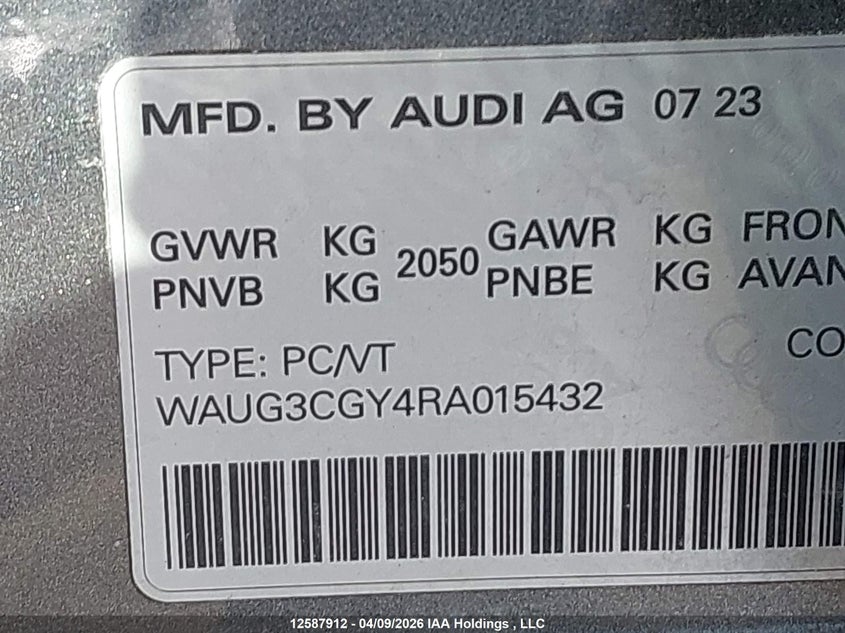 MFD. BY AUDI AG 07 23
GVWR KG 2050 GAWR KG FRON
PNVB KG PNBE KG AVAN
TYPE: PC/VT CO
WAUG3CGY4RA015432
12587912 - 04/09/2026 IAA Holdings , LLC